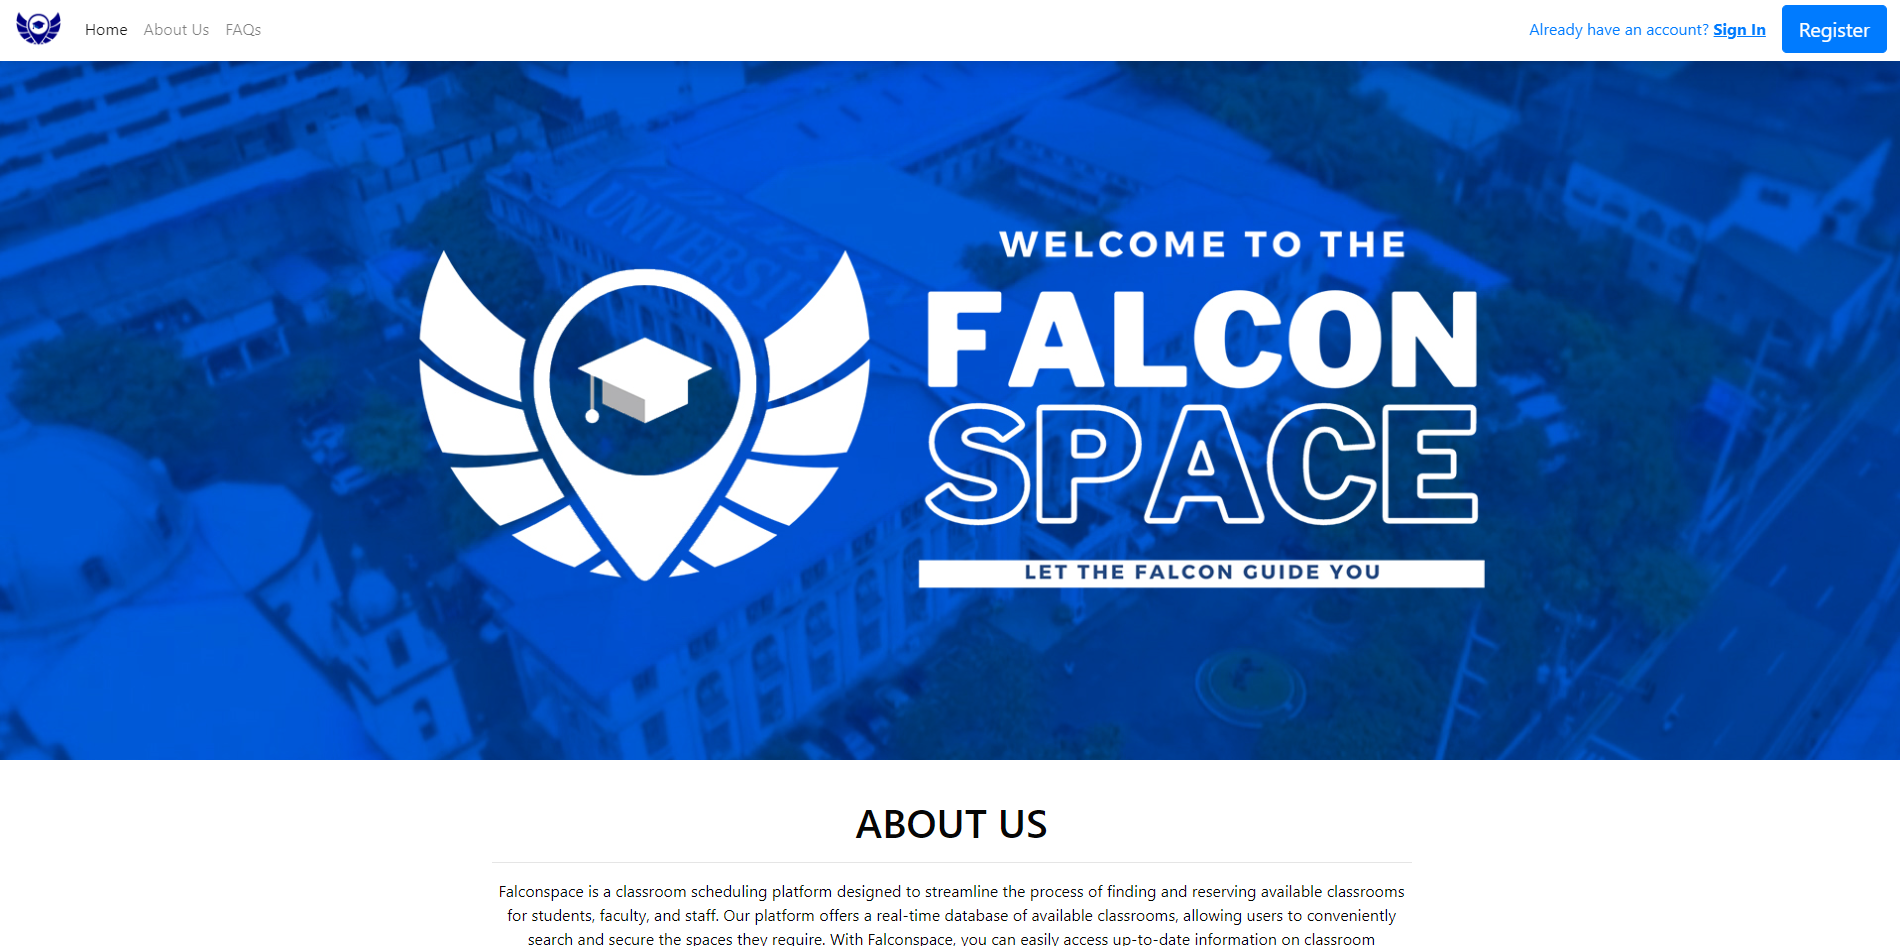 Home About Us FAQs Already have an account? Sign In Register
WELCOME TO THE
FALCON
SPACE
LET THE FALCON GUIDE YOU
UNIVERSI
ABOUT US
Falconspace is a classroom scheduling platform designed to streamline the process of finding and reserving available classrooms
for students, faculty, and staff. Our platform offers a real-time database of available classrooms, allowing users to conveniently
search and secure the spaces they require. With Falconspace, you can easily access up-to-date information on classroom